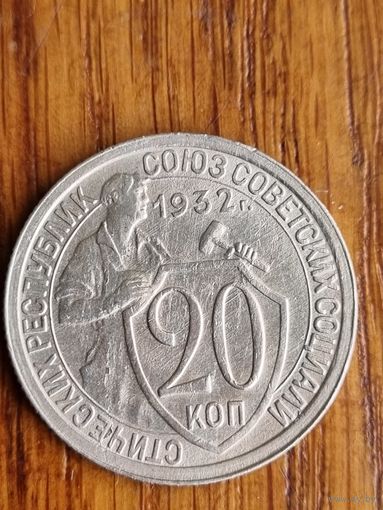 СОЮЗ СОВЕТСКИХ СОЦИАЛИ
СТИЧЕСКИХ РЕСПУБЛИК
1932 г.
20
КОП